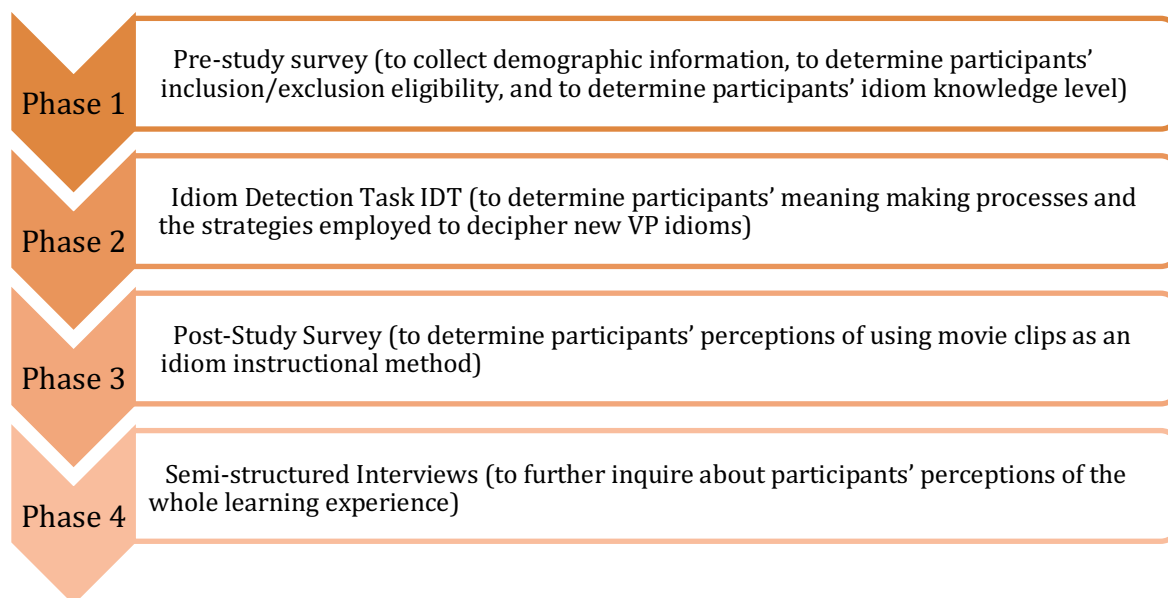 Phase 1
Pre-study survey (to collect demographic information, to determine participants’
inclusion/exclusion eligibility, and to determine participants’ idiom knowledge level)
Phase 2
Idiom Detection Task IDT (to determine participants’ meaning making processes and
the strategies employed to decipher new VP idioms)
Phase 3
Post-Study Survey (to determine participants’ perceptions of using movie clips as an
idiom instructional method)
Phase 4
Semi-structured Interviews (to further inquire about participants’ perceptions of the
whole learning experience)